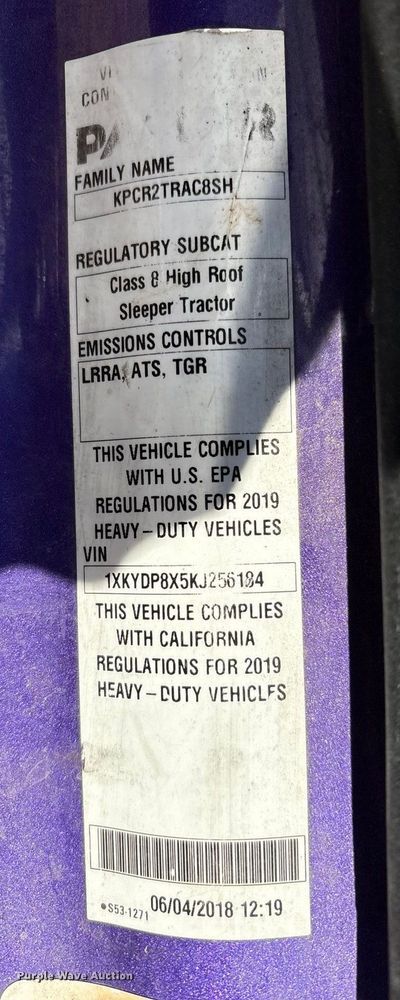 CON
FAMILY NAME
KPCR2TRAC8SH
REGULATORY SUBCAT
Class 8 High Roof
Sleeper Tractor
EMISSIONS CONTROLS
LRRA, ATS, TGR
THIS VEHICLE COMPLIES
WITH U.S. EPA
REGULATIONS FOR 2019
HEAVY-DUTY VEHICLES
VIN
1XKYDP8X5KJ256184
THIS VEHICLE COMPLIES
WITH CALIFORNIA
REGULATIONS FOR 2019
HEAVY-DUTY VEHICLES
•S53-1271 06/04/2018 12:19
Purple Wave Auction